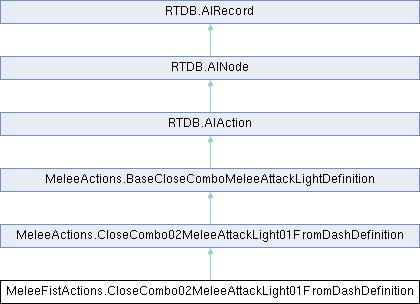 RTDB.AIRecord
RTDB.AINode
RTDB.AIAction
MeleeActions.BaseCloseComboMeleeAttackLightDefinition
MeleeActions.CloseCombo02MeleeAttackLight01FromDashDefinition
MeleeFistActions.CloseCombo02MeleeAttackLight01FromDashDefinition